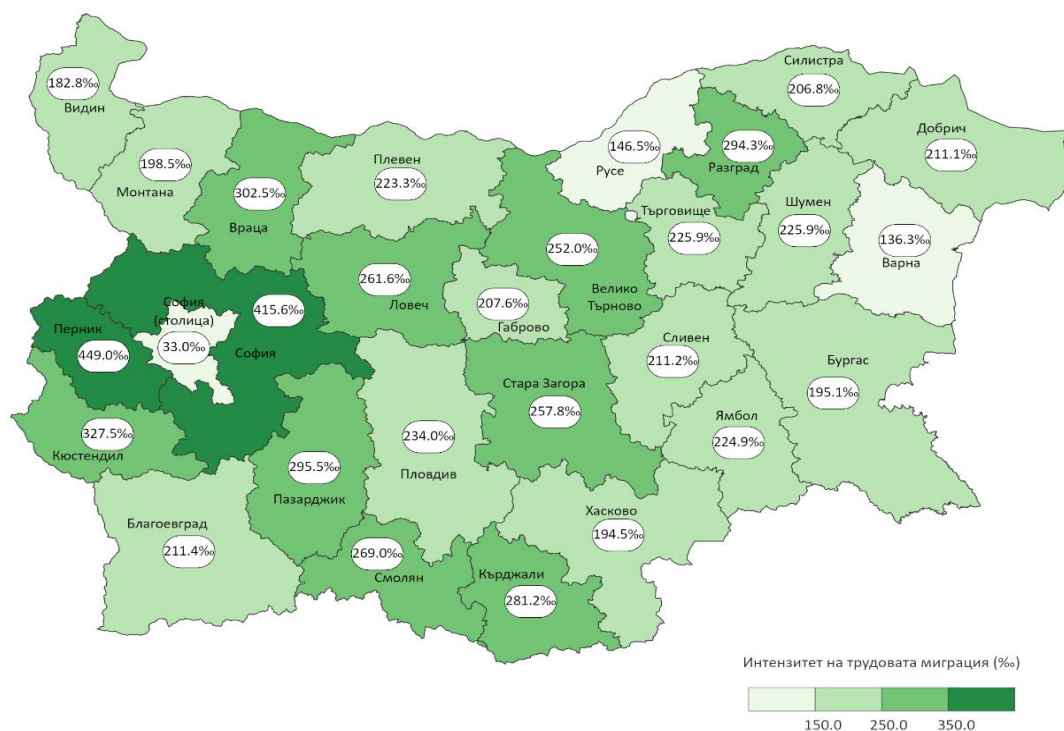 182.8‰
Видин
198.5‰
Монтана
302.5‰
Враца
Плевен
223.3‰
146.5‰
Русе
294.3‰
Разград
Силистра
206.8‰
Добрич
211.1‰
Търговище
225.9‰
Шумен
225.9‰
136.3‰
Варна
261.6‰
Ловеч
252.0‰
Велико
Търново
207.6‰
Габрово
София
(столица)
33.0‰
415.6‰
София
Перник
449.0‰
327.5‰
Кюстендил
295.5‰
Пазарджик
234.0‰
Пловдив
Стара Загора
257.8‰
Сливен
211.2‰
Ямбол
224.9‰
Бургас
195.1‰
Благоевград
211.4‰
269.0‰
Смолян
Кърджали
281.2‰
Хасково
194.5‰
Интензитет на трудовата миграция (‰)
150.0 250.0 350.0